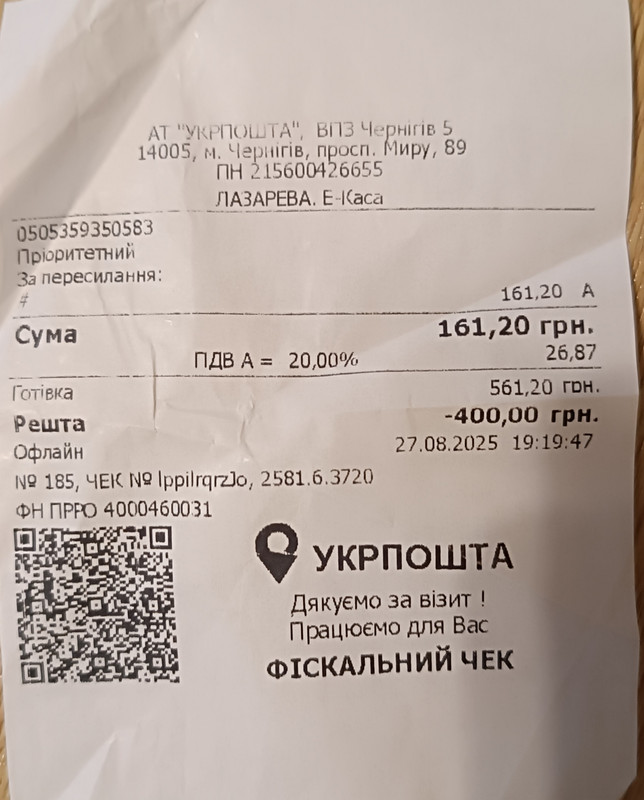 АТ "УКРПОШТА", ВПЗ Чернігів 5
14005, м. Чернігів, просп. Миру, 89
ПН 215600426655
ЛАЗАРЕВА. Е-Каса
0505359350583
Пріоритетний
За пересилання:
# 161,20 А
Сума 161,20 грн.
ПДВ А = 20,00% 26,87
Готівка 561,20 грн.
Решта -400,00 грн.
Офлайн 27.08.2025 19:19:47
№ 185, ЧЕК № lppilrqrzJo, 2581.6.3720
ФН ПРРО 4000460031
УКРПОШТА
Дякуємо за візит !
Працюємо для Вас
ФІСКАЛЬНИЙ ЧЕК